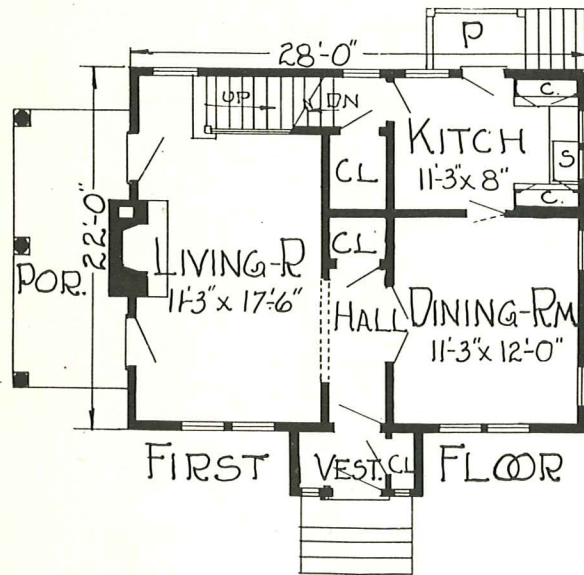 P
28'-0"
UP
DN
C.
KITCH
11'-3" x 8"
CL
S
C.
22'-0"
CL
POR.
LIVING-R
11'-3" x 17'-6"
HALL
DINING-RM
11'-3" x 12'-0"
FIRST
VEST.
CL
FLOOR